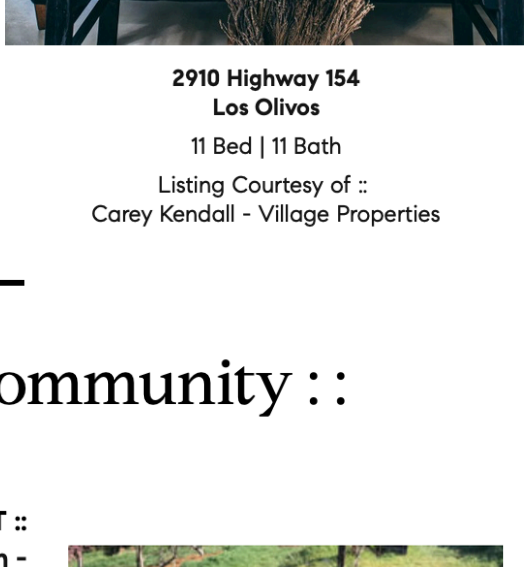 2910 Highway 154
Los Olivos
11 Bed | 11 Bath
Listing Courtesy of ::
Carey Kendall - Village Properties
ommunity : :
T ::
n -